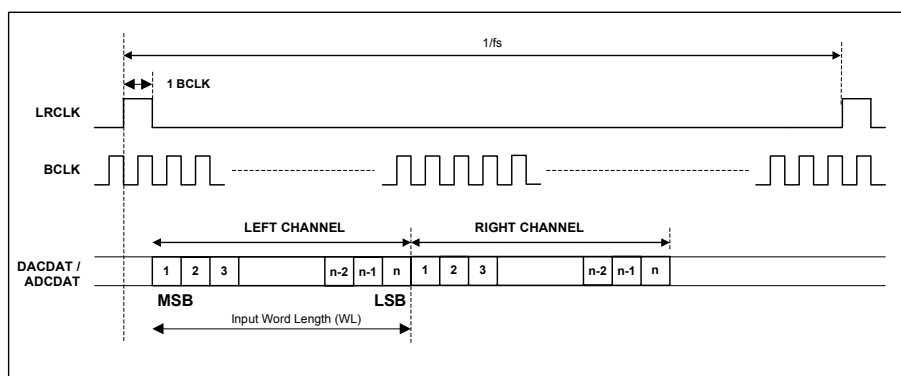 1/fs
1 BCLK
LRCLK
BCLK
LEFT CHANNEL
RIGHT CHANNEL
DACDAT /
ADCDAT
1 2 3 n-2 n-1 n 1 2 3 n-2 n-1 n
MSB LSB
Input Word Length (WL)